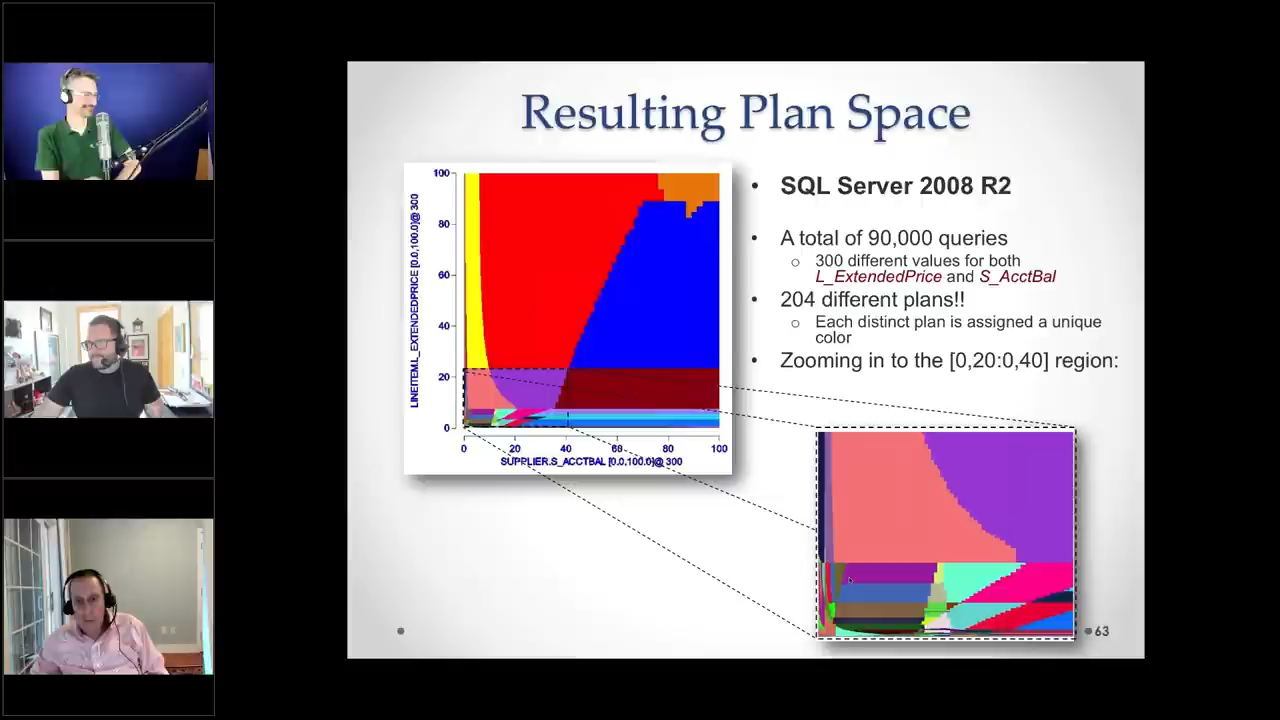 Resulting Plan Space
LINEITEM.L_EXTENDEDPRICE [0.0,100.0]@ 300
100
80
60
40
20
0
0
20
40
60
80
100
SUPPLIER.S_ACCTBAL [0.0,100.0]@ 300
• SQL Server 2008 R2
• A total of 90,000 queries
o 300 different values for both
L_ExtendedPrice and S_AcctBal
• 204 different plans!!
o Each distinct plan is assigned a unique
color
• Zooming in to the [0,20:0,40] region:
63